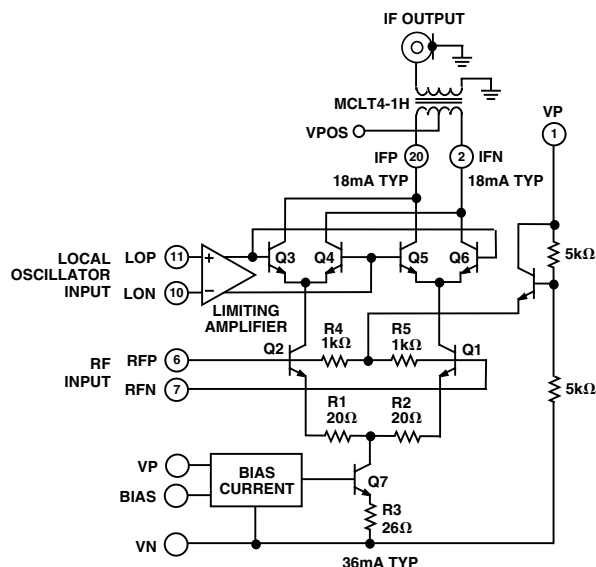 IF OUTPUT
MCLT4-1H
VP
1
VPOS
IFP 20
2 IFN
18mA TYP
18mA TYP
LOCAL
OSCILLATOR
INPUT
LOP 11
LON 10
+
–
LIMITING
AMPLIFIER
Q3
Q4
Q5
Q6
5kΩ
R4
1kΩ
R5
1kΩ
Q2
Q1
RF
INPUT
RFP 6
RFN 7
R1
20Ω
R2
20Ω
5kΩ
VP
BIAS
BIAS
CURRENT
Q7
R3
26Ω
VN
36mA TYP